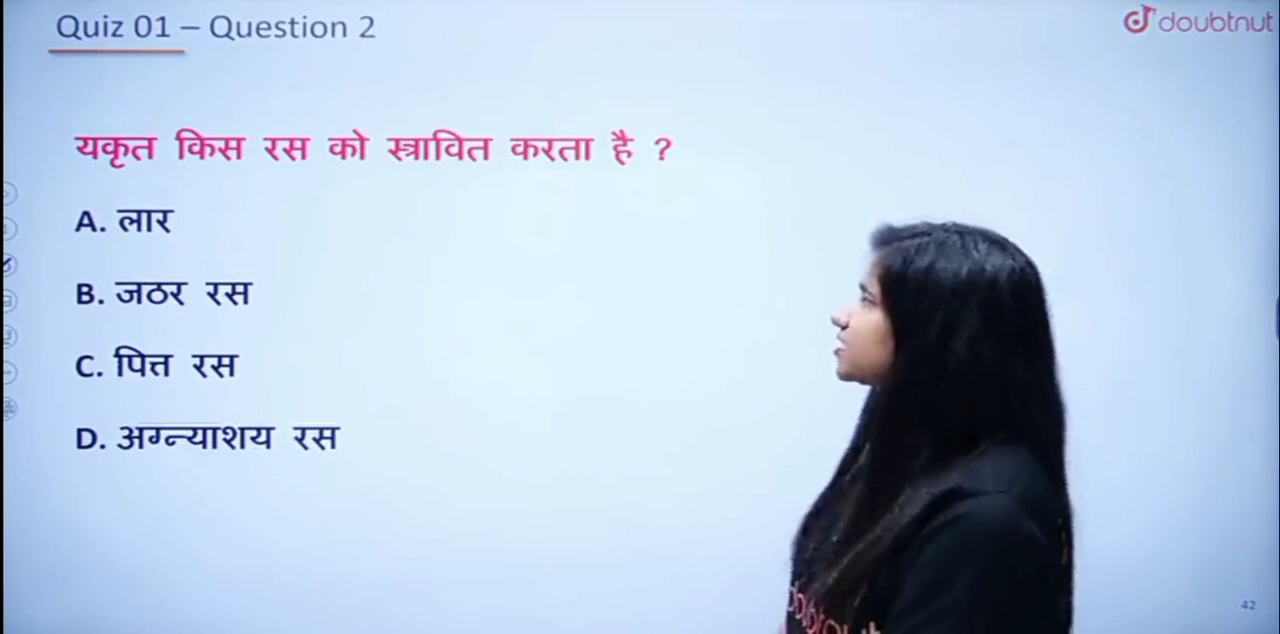 Quiz 01 – Question 2
doubtnut
यकृत किस रस को स्त्रावित करता है ?
A. लार
B. जठर रस
C. पित्त रस
D. अग्न्याशय रस
42